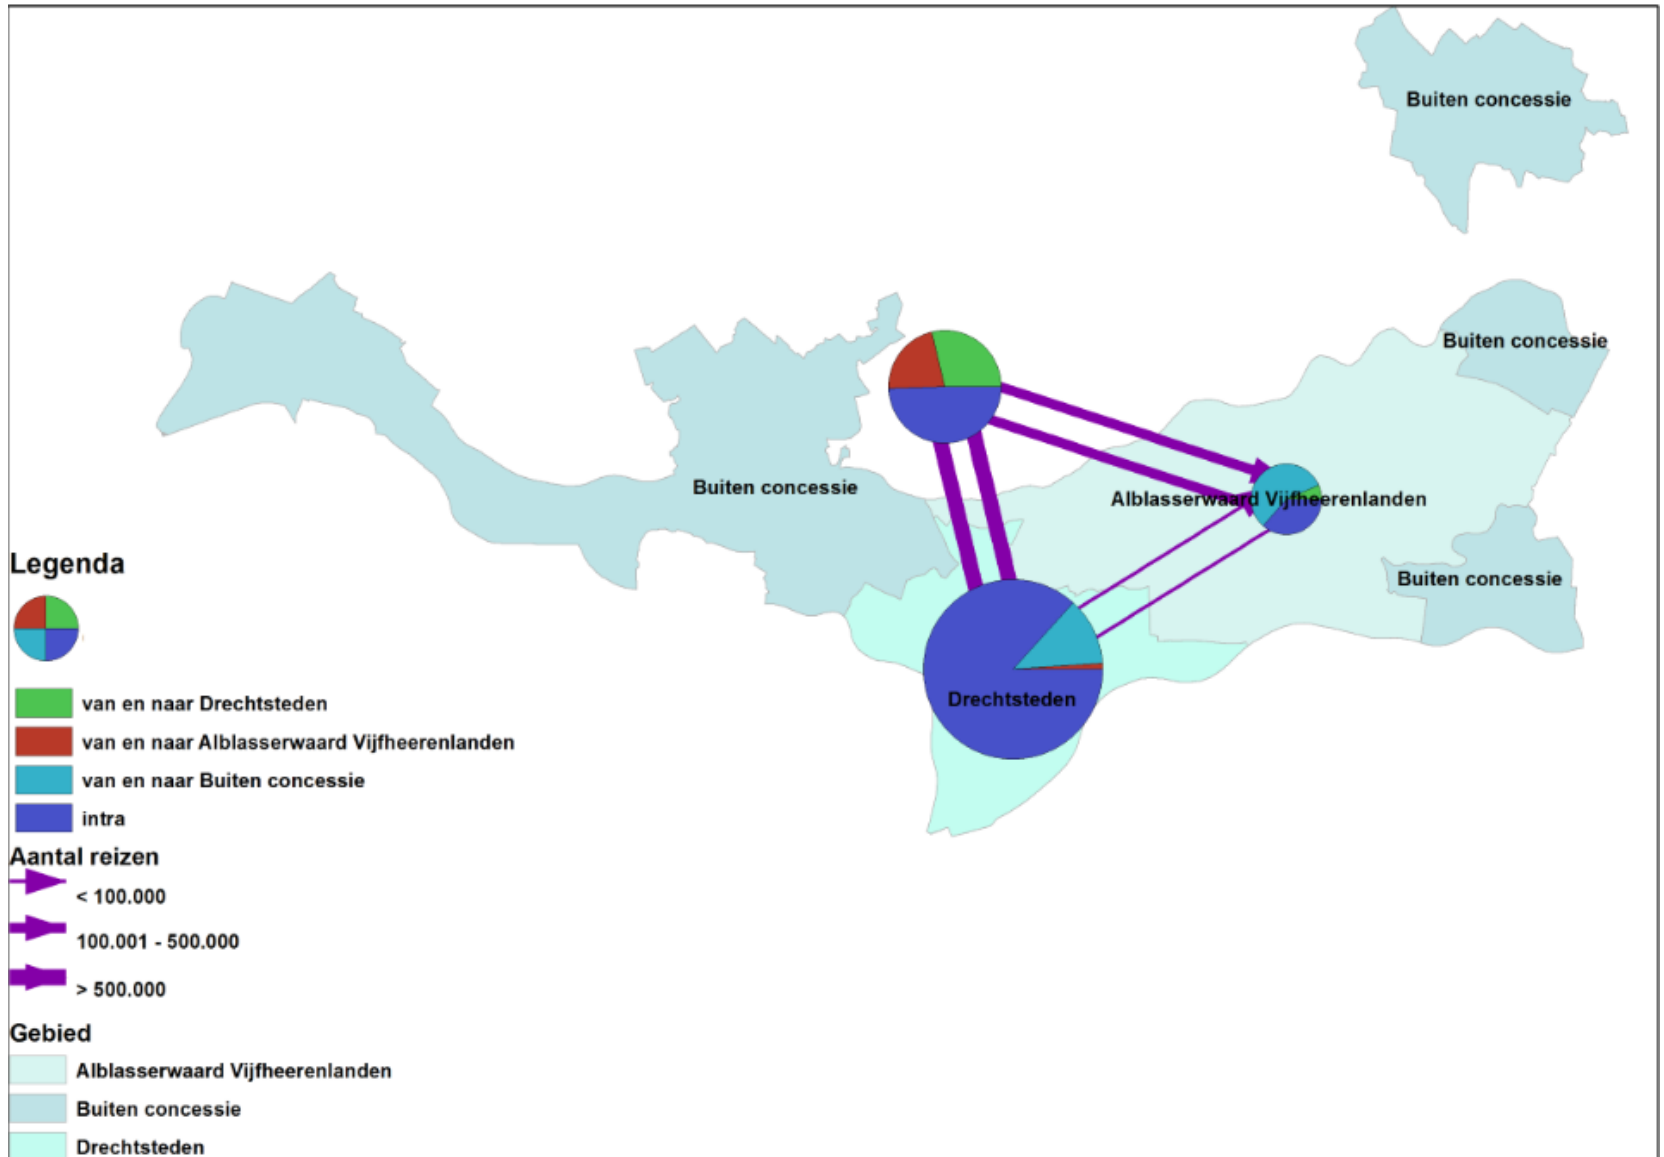 Buiten concessie
Buiten concessie
Buiten concessie
Alblasserwaard Vijfheerenlanden
Buiten concessie
Drechtsteden
Legenda
van en naar Drechtsteden
van en naar Alblasserwaard Vijfheerenlanden
van en naar Buiten concessie
intra
Aantal reizen
< 100.000
100.001 - 500.000
> 500.000
Gebied
Alblasserwaard Vijfheerenlanden
Buiten concessie
Drechtsteden